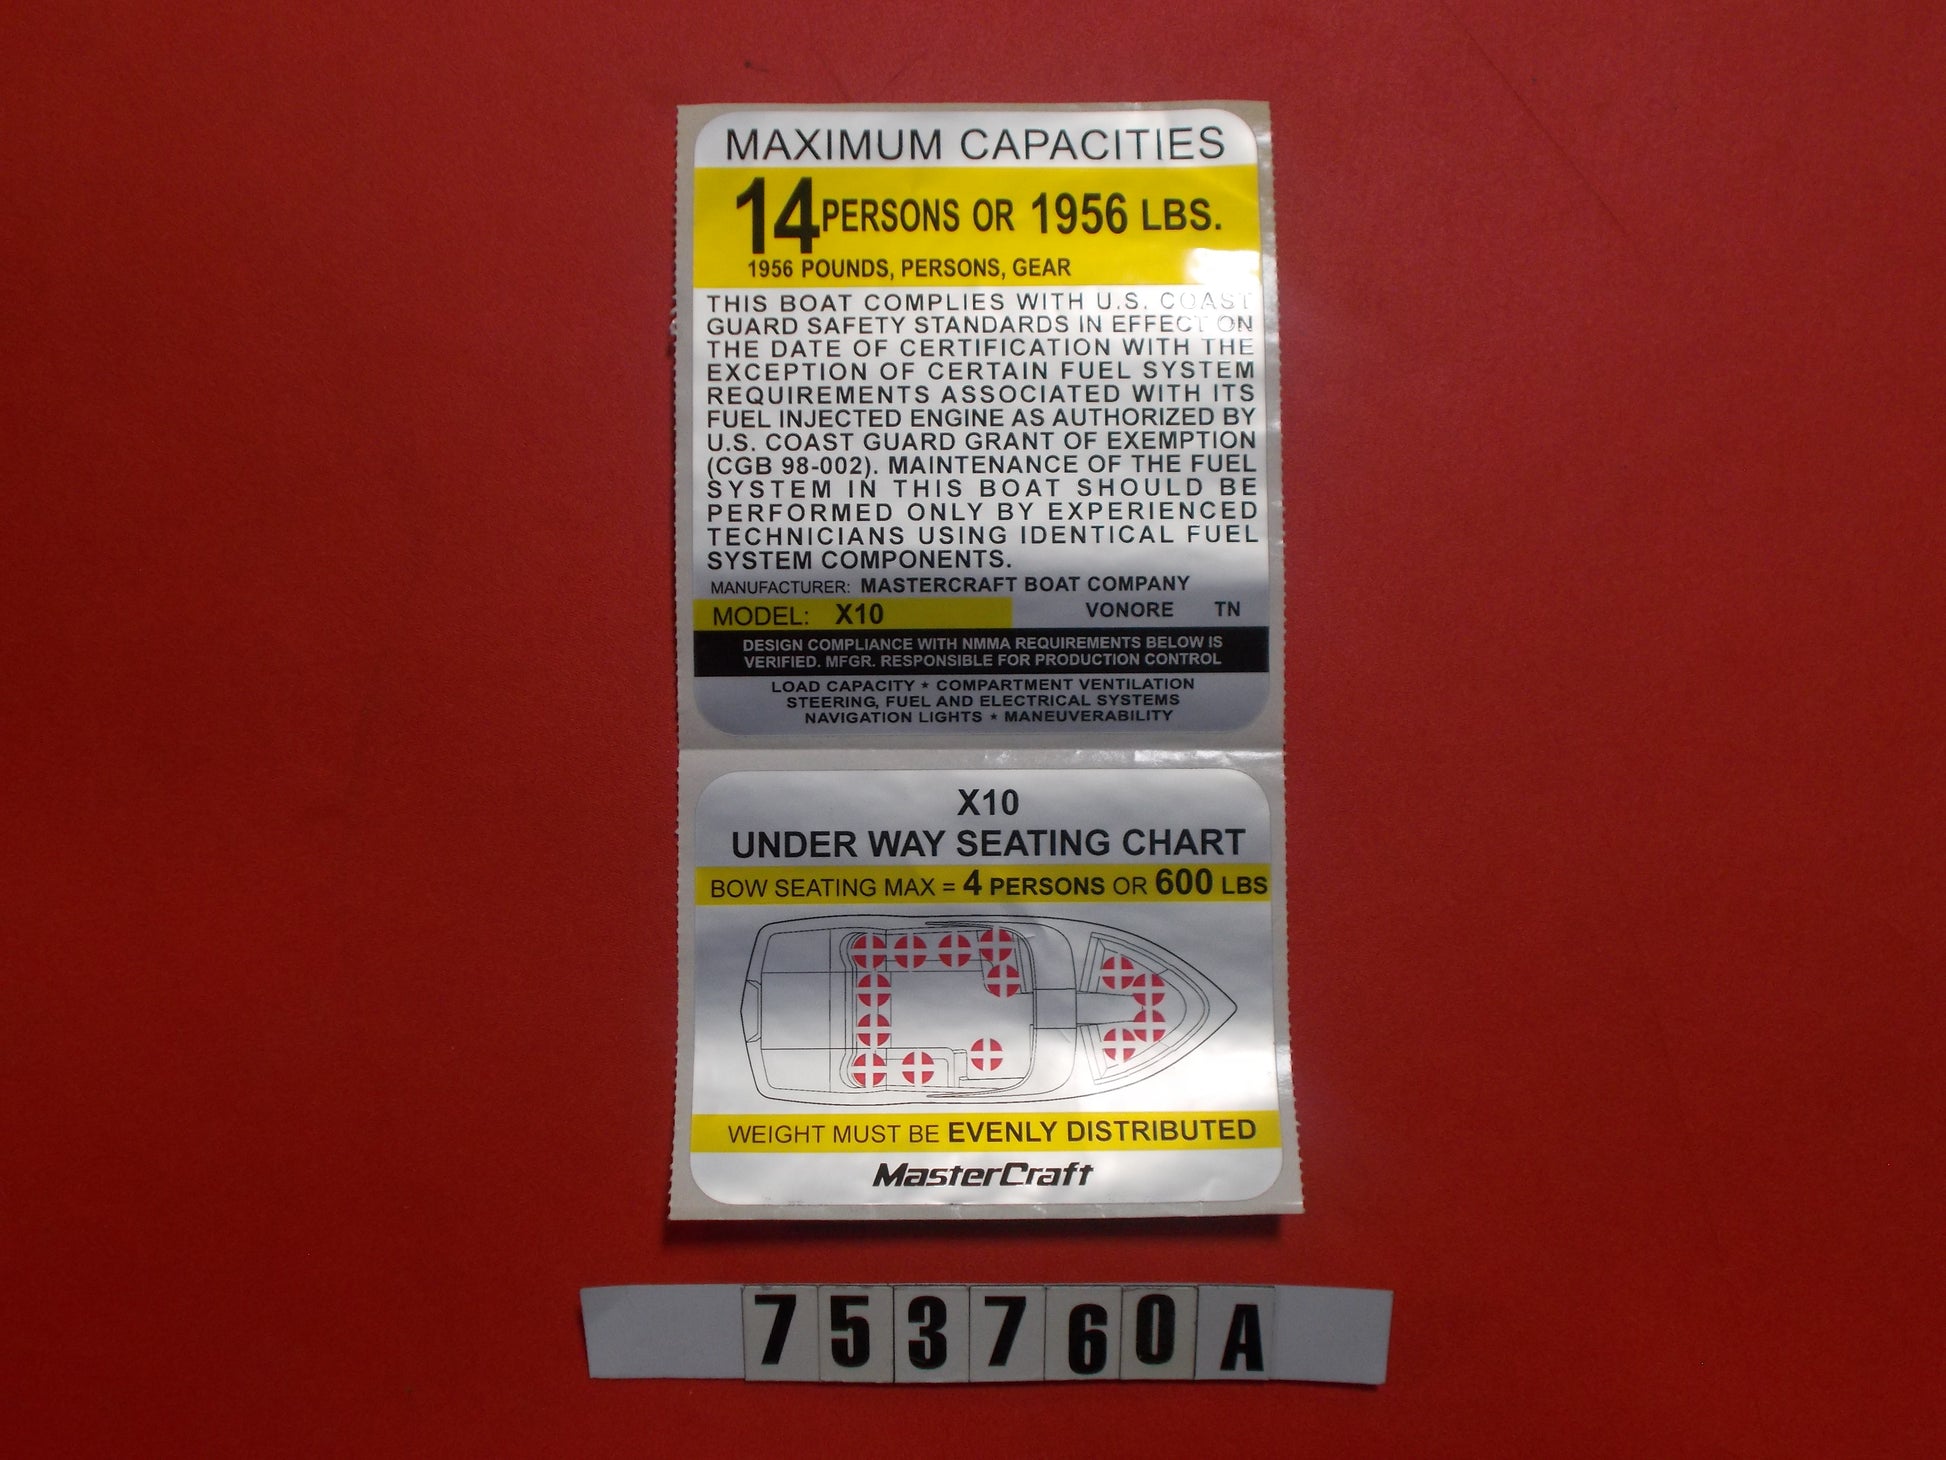 MAXIMUM CAPACITIES
14 PERSONS OR 1956 LBS.
1956 POUNDS, PERSONS, GEAR
THIS BOAT COMPLIES WITH U.S. COAST
GUARD SAFETY STANDARDS IN EFFECT ON
THE DATE OF CERTIFICATION WITH THE
EXCEPTION OF CERTAIN FUEL SYSTEM
REQUIREMENTS ASSOCIATED WITH ITS
FUEL INJECTED ENGINE AS AUTHORIZED BY
U.S. COAST GUARD GRANT OF EXEMPTION
(CGB 98-002). MAINTENANCE OF THE FUEL
SYSTEM IN THIS BOAT SHOULD BE
PERFORMED ONLY BY EXPERIENCED
TECHNICIANS USING IDENTICAL FUEL
SYSTEM COMPONENTS.
MANUFACTURER: MASTERCRAFT BOAT COMPANY
MODEL: X10 VONORE TN
DESIGN COMPLIANCE WITH NMMA REQUIREMENTS BELOW IS
VERIFIED. MFGR. RESPONSIBLE FOR PRODUCTION CONTROL
LOAD CAPACITY * COMPARTMENT VENTILATION
STEERING, FUEL AND ELECTRICAL SYSTEMS
NAVIGATION LIGHTS * MANEUVERABILITY
X10
UNDER WAY SEATING CHART
BOW SEATING MAX = 4 PERSONS OR 600 LBS
WEIGHT MUST BE EVENLY DISTRIBUTED
MasterCraft
753760A